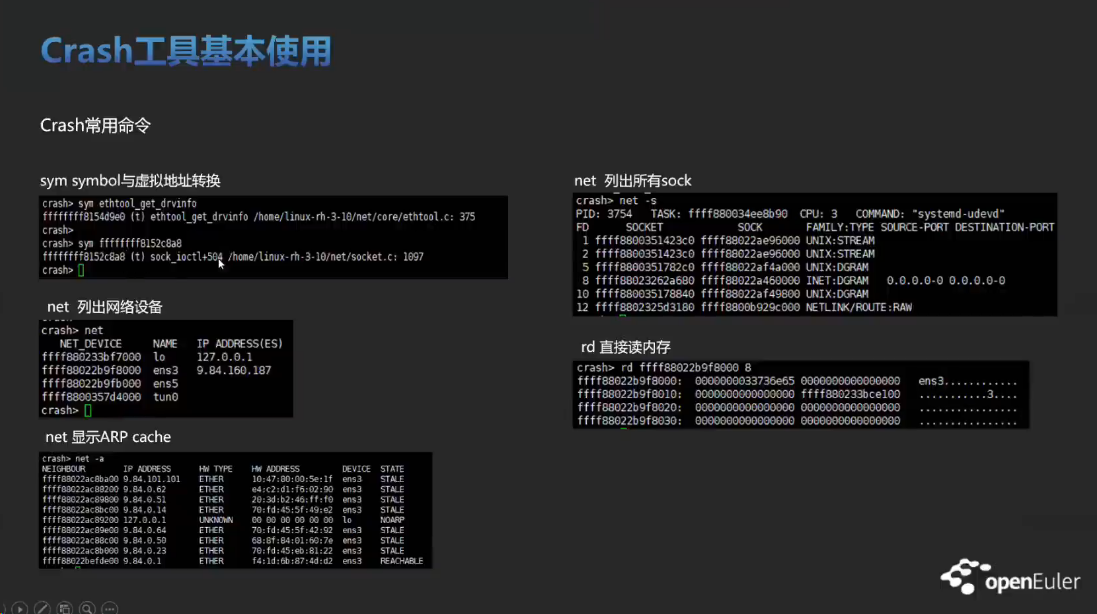 Crash工具基本使用
Crash常用命令
sym symbol与虚拟地址转换
crash> sym ethtool_get_drvinfo
ffffffff8154d9e0 (t) ethtool_get_drvinfo /home/linux-rh-3-10/net/core/ethtool.c: 375
crash>
crash> sym ffffffff8152c8a8
ffffffff8152c8a8 (t) sock_ioctl+504 /home/linux-rh-3-10/net/socket.c: 1097
crash>
net 列出网络设备
crash> net
NET_DEVICE NAME IP ADDRESS(ES)
ffff880233bf7000 lo 127.0.0.1
ffff88022b9f8000 ens3 9.84.160.187
ffff88022b9fb000 ens5
ffff8800357d4000 tun0
crash>
net 显示ARP cache
crash> net -a
NEIGHBOUR IP ADDRESS HW TYPE HW ADDRESS DEVICE STATE
ffff88022ac8ba00 9.84.101.101 ETHER 10:47:80:00:5e:1f ens3 STALE
ffff88022ac88200 9.84.0.62 ETHER e4:c2:d1:f6:02:90 ens3 STALE
ffff88022ac89800 9.84.0.51 ETHER 20:3d:b2:46:ff:f0 ens3 STALE
ffff88022ac8bc00 9.84.0.14 ETHER 70:fd:45:5f:49:e2 ens3 STALE
ffff88022ac89200 127.0.0.1 UNKNOWN 00 00 00 00 00 00 lo NOARP
ffff88022ac89e00 9.84.0.64 ETHER 70:fd:45:5f:42:92 ens3 STALE
ffff88022ac88c00 9.84.0.50 ETHER 68:8f:84:01:60:7e ens3 STALE
ffff88022ac8b000 9.84.0.23 ETHER 70:fd:45:eb:81:22 ens3 STALE
ffff88022befde00 9.84.0.1 ETHER f4:1d:6b:87:4d:d2 ens3 REACHABLE
net 列出所有sock
crash> net -s
PID: 3754 TASK: ffff880034ee8b90 CPU: 3 COMMAND: "systemd-udevd"
FD SOCKET SOCK FAMILY:TYPE SOURCE-PORT DESTINATION-PORT
1 ffff8800351423c0 ffff88022ae96000 UNIX:STREAM
2 ffff8800351423c0 ffff88022ae96000 UNIX:STREAM
5 ffff8800351782c0 ffff88022af4a000 UNIX:DGRAM
8 ffff88023262a680 ffff88022a460000 INET:DGRAM 0.0.0.0-0 0.0.0.0-0
10 ffff880035178840 ffff88022af49800 UNIX:DGRAM
12 ffff8802325d3180 ffff8800b929c000 NETLINK/ROUTE:RAW
rd 直接读内存
crash> rd ffff88022b9f8000 8
ffff88022b9f8000: 0000000033736e65 0000000000000000 ens3............
ffff88022b9f8010: 0000000000000000 ffff880233bce100 ...........3....
ffff88022b9f8020: 0000000000000000 0000000000000000 ................
ffff88022b9f8030: 0000000000000000 0000000000000000 ................
openEuler